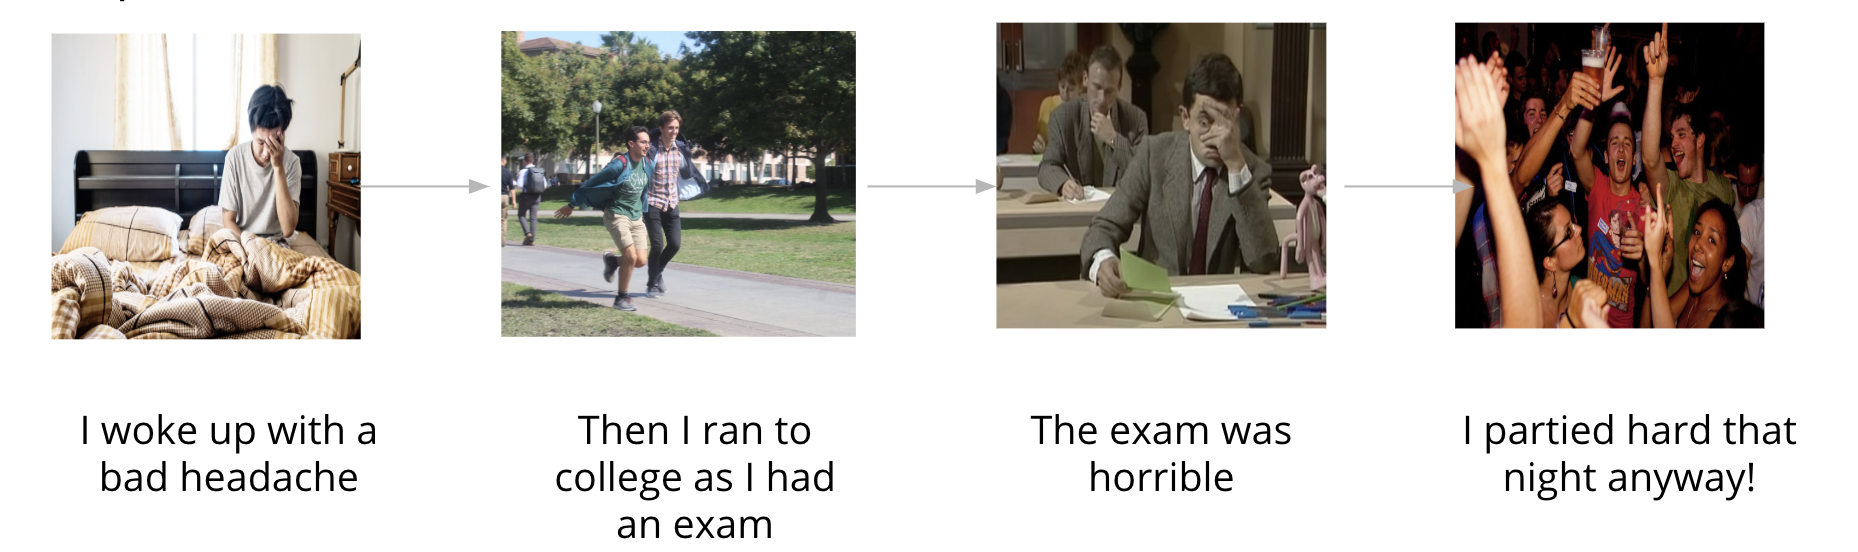 I woke up with a
bad headache
Then I ran to
college as I had
an exam
The exam was
horrible
I partied hard that
night anyway!